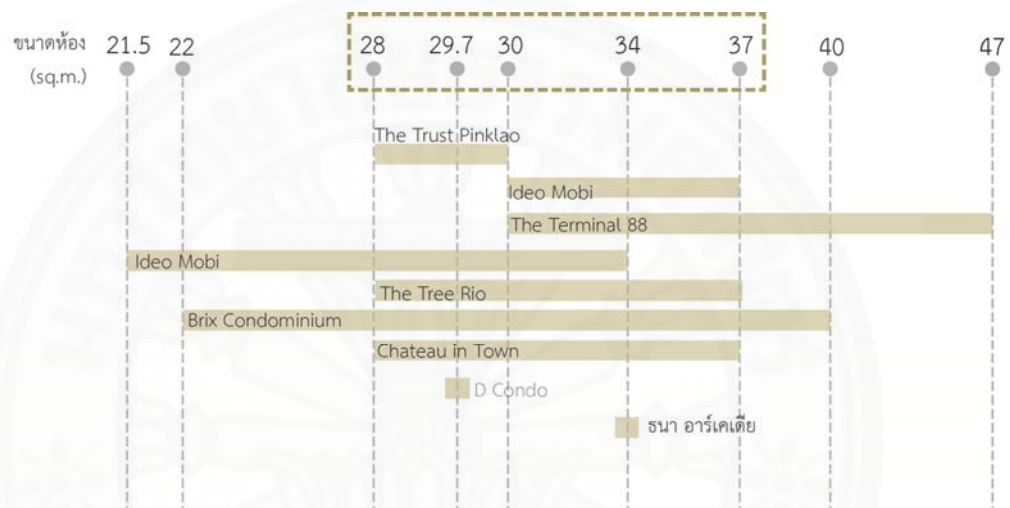 ขนาดห้อง 21.5 22 28 29.7 30 34 37 40 47
(sq.m.)
The Trust Pinklao
Ideo Mobi
The Terminal 88
Ideo Mobi
The Tree Rio
Brix Condominium
Chateau in Town
D Condo
ธนา อาร์เคเดีย